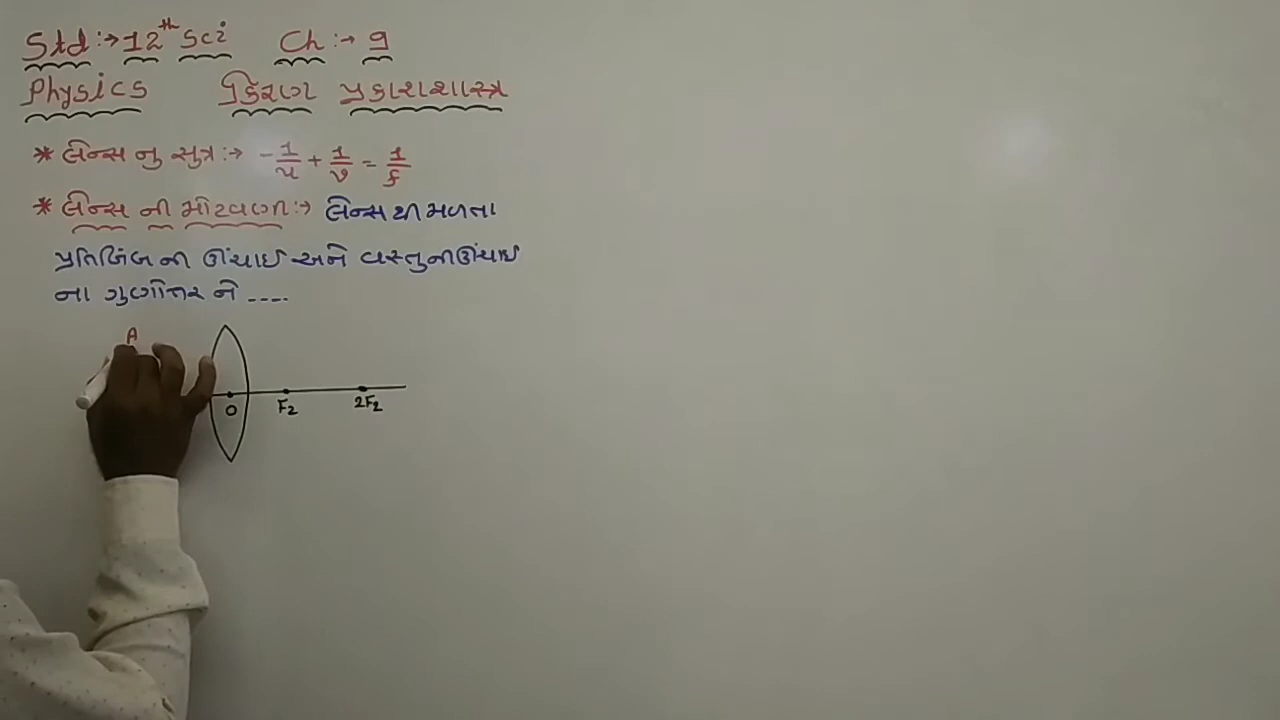 Std :→ 12th Sci Ch :→ 9
Physics કિરણ પ્રકાશશાસ્ત્ર
* લેન્સ નુ સુત્ર :→ -1/u + 1/v = 1/f
* લેન્સ ની મોટવણી :→ લેન્સ થી મળતા
પ્રતિબિંબ ની ઊંચાઈ અને વસ્તુ ની ઊંચાઈ
ના ગુણોત્તર ને ----
A
O F2 2F2